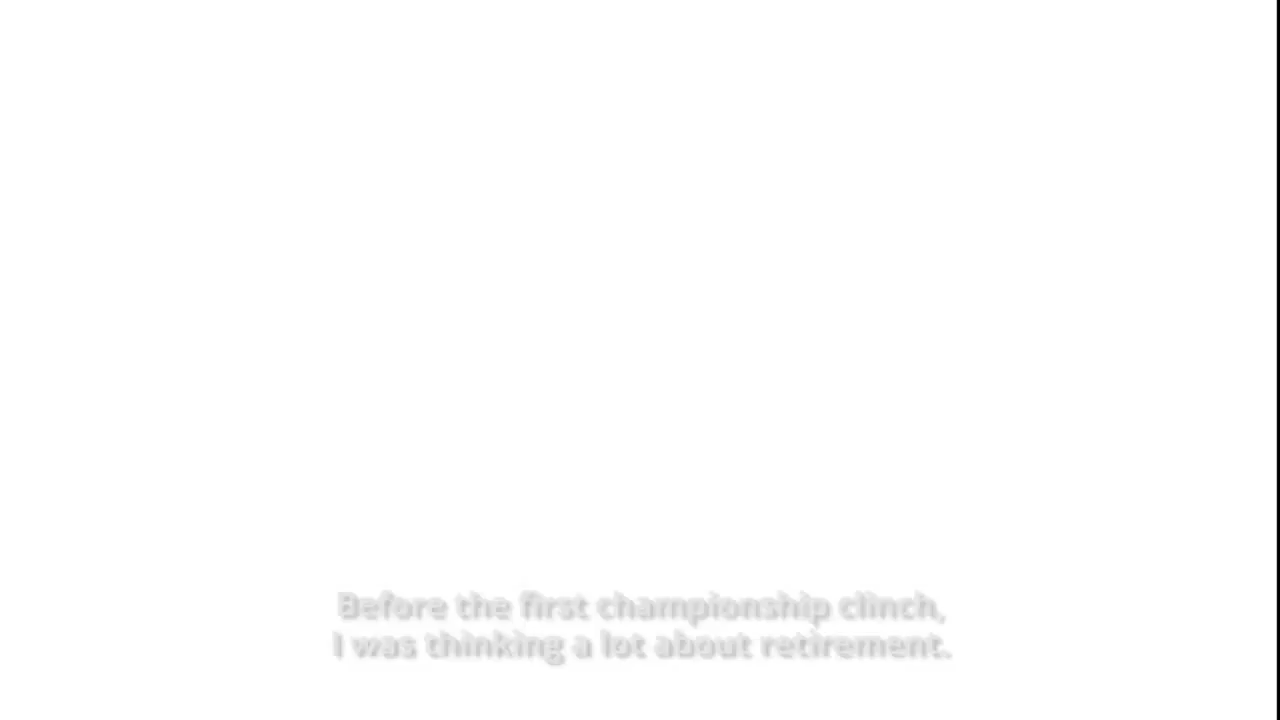 Before the first championship clinch,
I was thinking a lot about retirement.